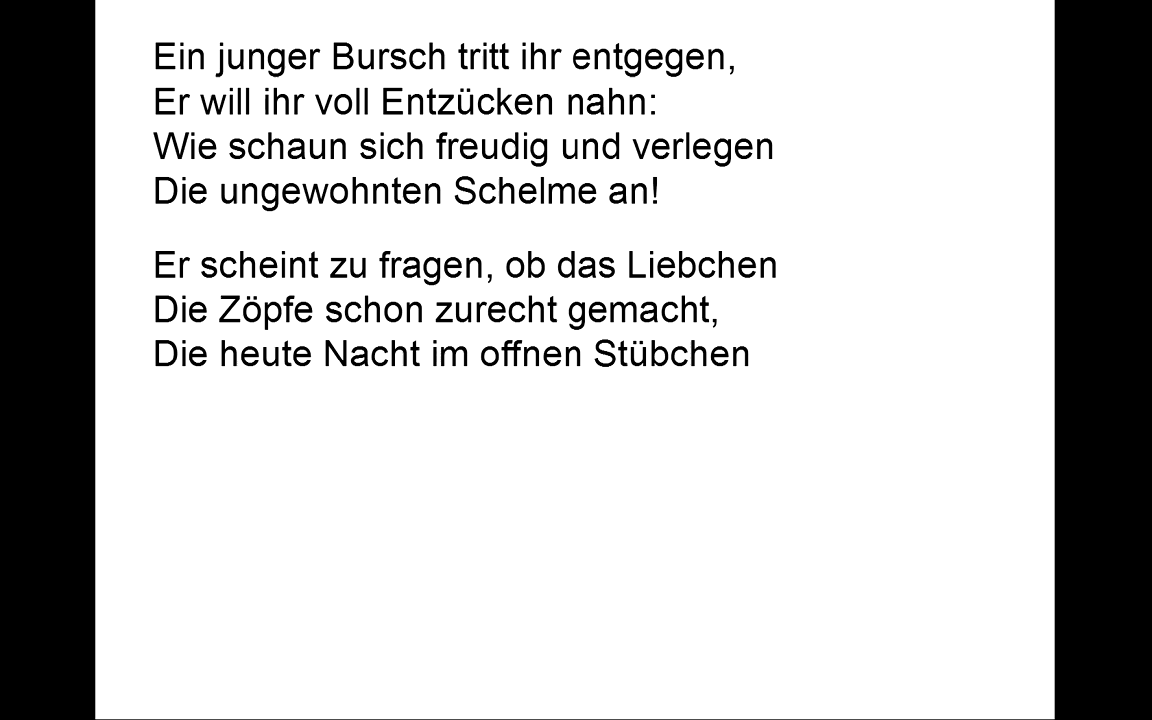 Ein junger Bursch tritt ihr entgegen,
Er will ihr voll Entzücken nahn:
Wie schaun sich freudig und verlegen
Die ungewohnten Schelme an!
Er scheint zu fragen, ob das Liebchen
Die Zöpfe schon zurecht gemacht,
Die heute Nacht im offnen Stübchen